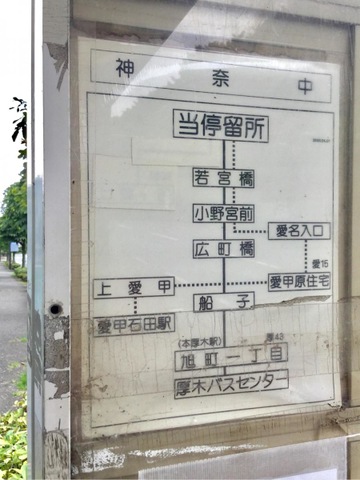 神奈中
当停留所
若宮橋
小野宮前
愛名入口
広町橋
愛15
上愛甲
愛甲原住宅
船子
愛甲石田駅
(本厚木駅)
厚43
旭町一丁目
厚木バスセンター